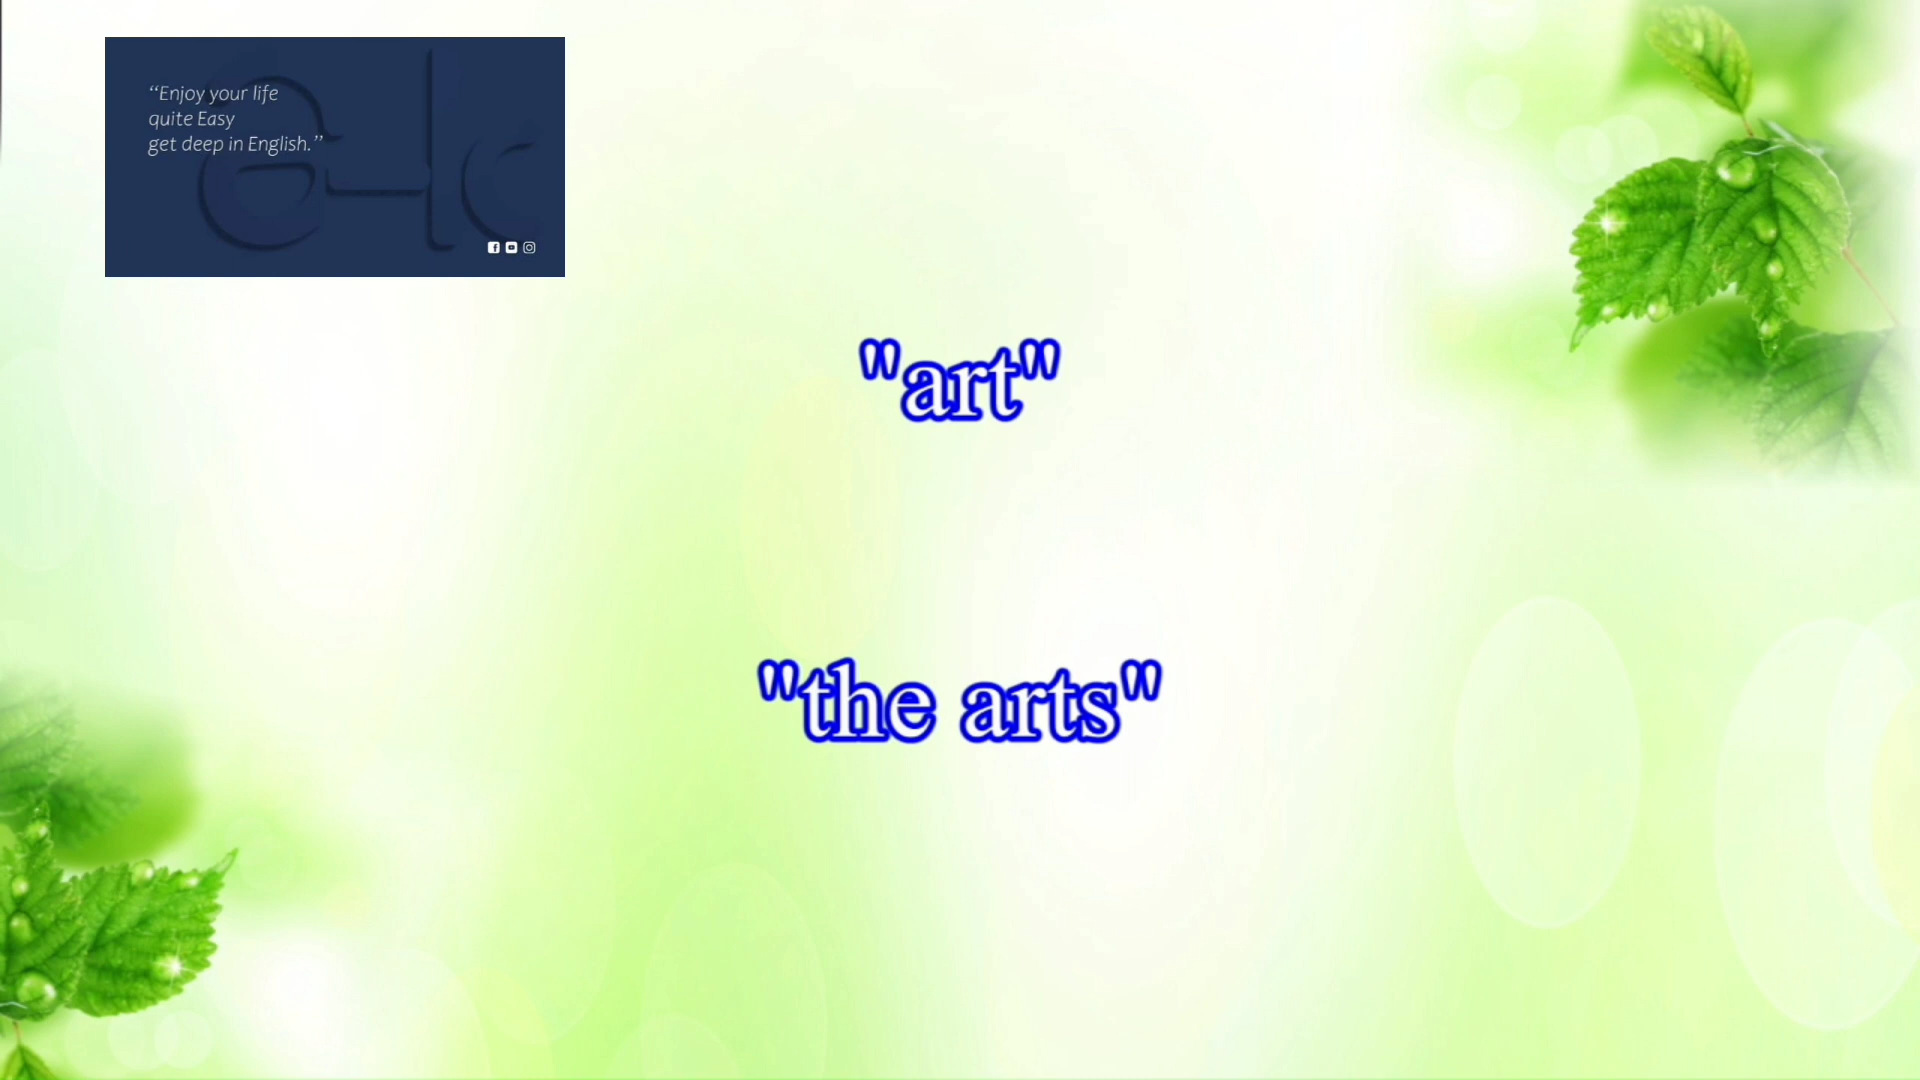 “Enjoy your life
quite Easy
get deep in English.”
"art"
"the arts"